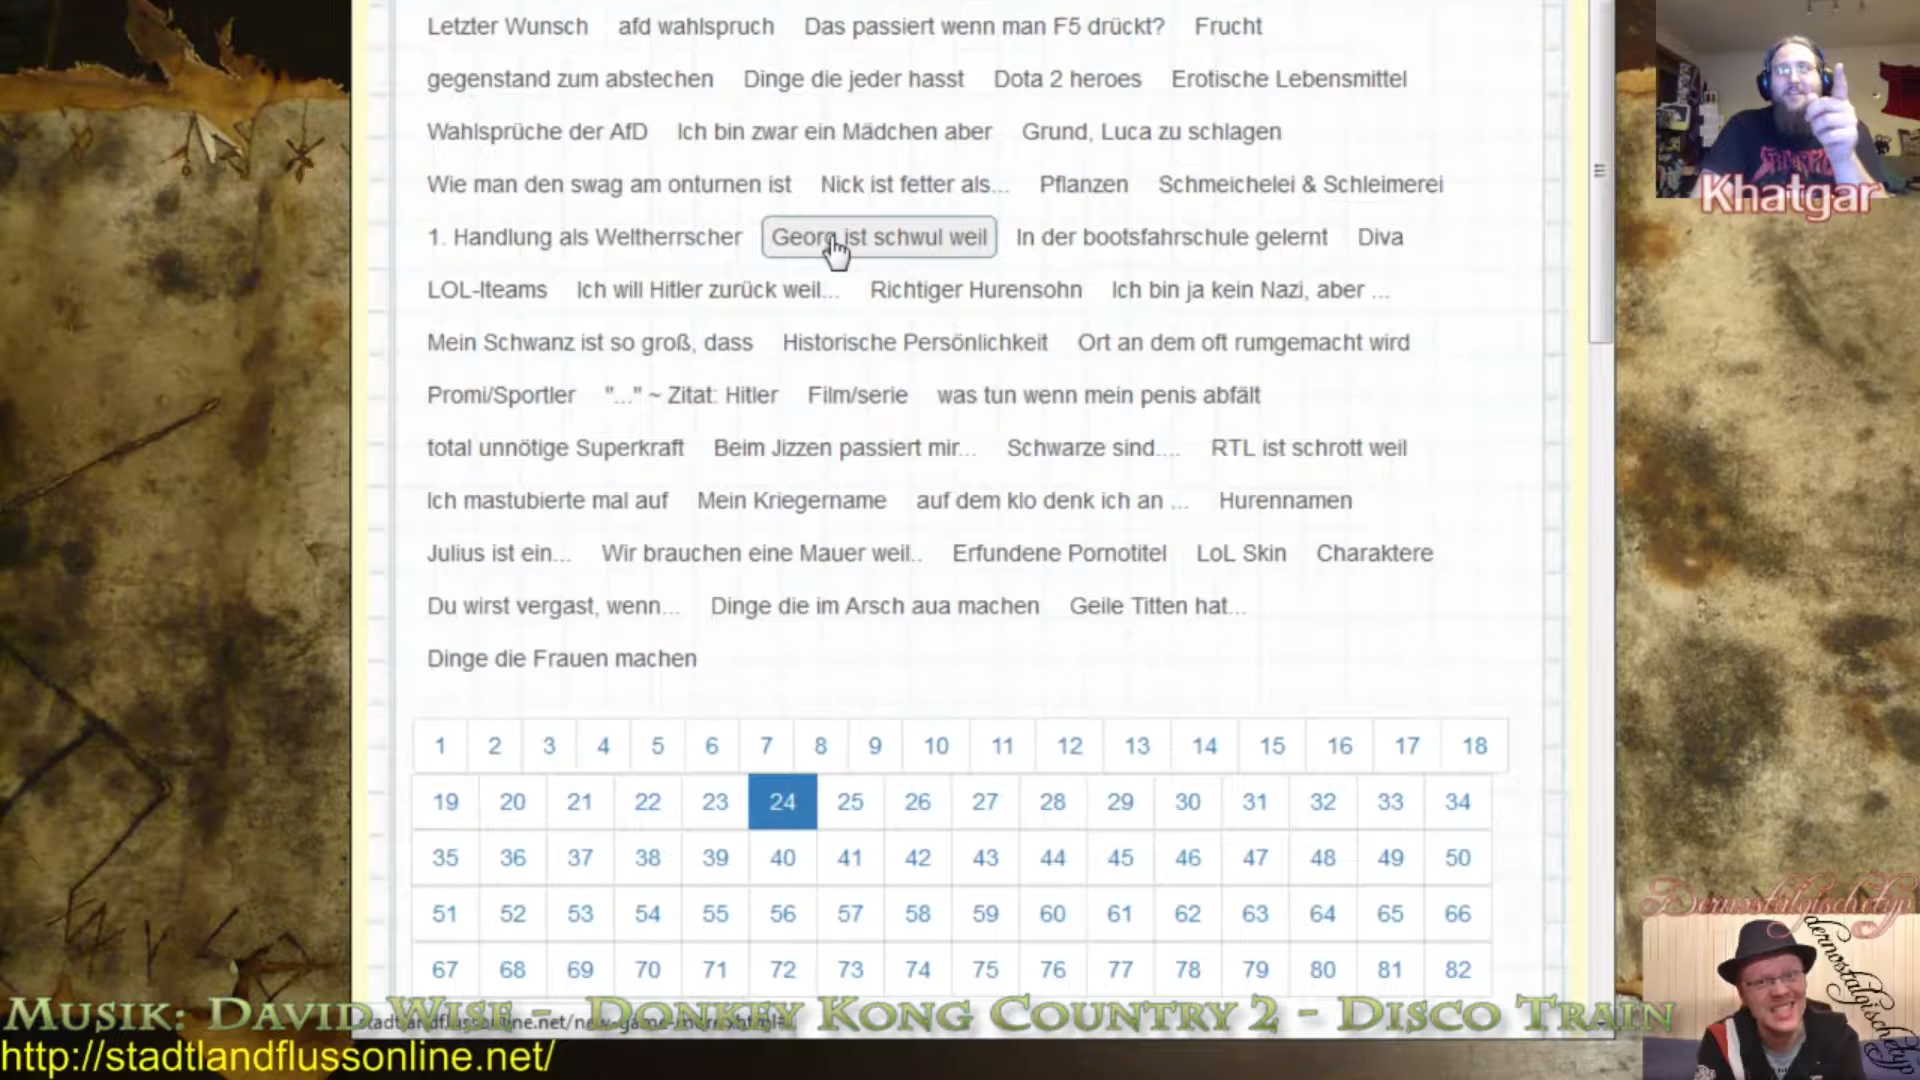 Letzter Wunsch afd wahlspruch Das passiert wenn man F5 drückt? Frucht
gegenstand zum abstechen Dinge die jeder hasst Dota 2 heroes Erotische Lebensmittel
Wahlsprüche der AfD Ich bin zwar ein Mädchen aber Grund, Luca zu schlagen
Wie man den swag am onturnen ist Nick ist fetter als... Pflanzen Schmeichelei & Schleimerei
Khatgar
1. Handlung als Weltherrscher Georg ist schwul weil In der bootsfahrschule gelernt Diva
LOL-Iteams Ich will Hitler zurück weil... Richtiger Hurensohn Ich bin ja kein Nazi, aber ...
Mein Schwanz ist so groß, dass Historische Persönlichkeit Ort an dem oft rumgemacht wird
Promi/Sportler "..." ~ Zitat: Hitler Film/serie was tun wenn mein penis abfält
total unnötige Superkraft Beim Jizzen passiert mir... Schwarze sind.... RTL ist schrott weil
Ich mastubierte mal auf Mein Kriegername auf dem klo denk ich an ... Hurennamen
Julius ist ein... Wir brauchen eine Mauer weil.. Erfundene Pornotitel LoL Skin Charaktere
Du wirst vergast, wenn... Dinge die im Arsch aua machen Geile Titten hat...
Dinge die Frauen machen
1 2 3 4 5 6 7 8 9 10 11 12 13 14 15 16 17 18
19 20 21 22 23 24 25 26 27 28 29 30 31 32 33 34
35 36 37 38 39 40 41 42 43 44 45 46 47 48 49 50
51 52 53 54 55 56 57 58 59 60 61 62 63 64 65 66
67 68 69 70 71 72 73 74 75 76 77 78 79 80 81 82
Dernostalgischetyp
dernostalgischetyp
Musik: David Wise - Donkey Kong Country 2 - Disco Train
http://stadtlandflussonline.net/